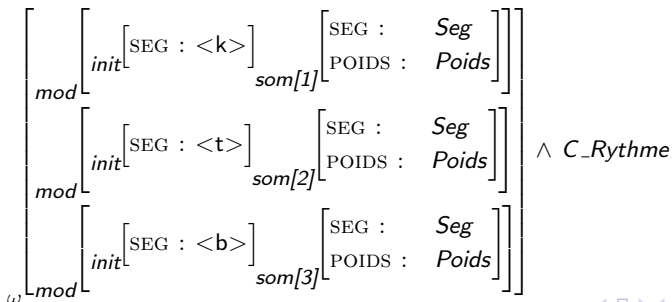 mod[init[SEG : <k>] som[1][SEG : Seg
POIDS : Poids]]
mod[init[SEG : <t>] som[2][SEG : Seg
POIDS : Poids]] ∧ C_Rythme
mod[init[SEG : <b>] som[3][SEG : Seg
POIDS : Poids]]
ω